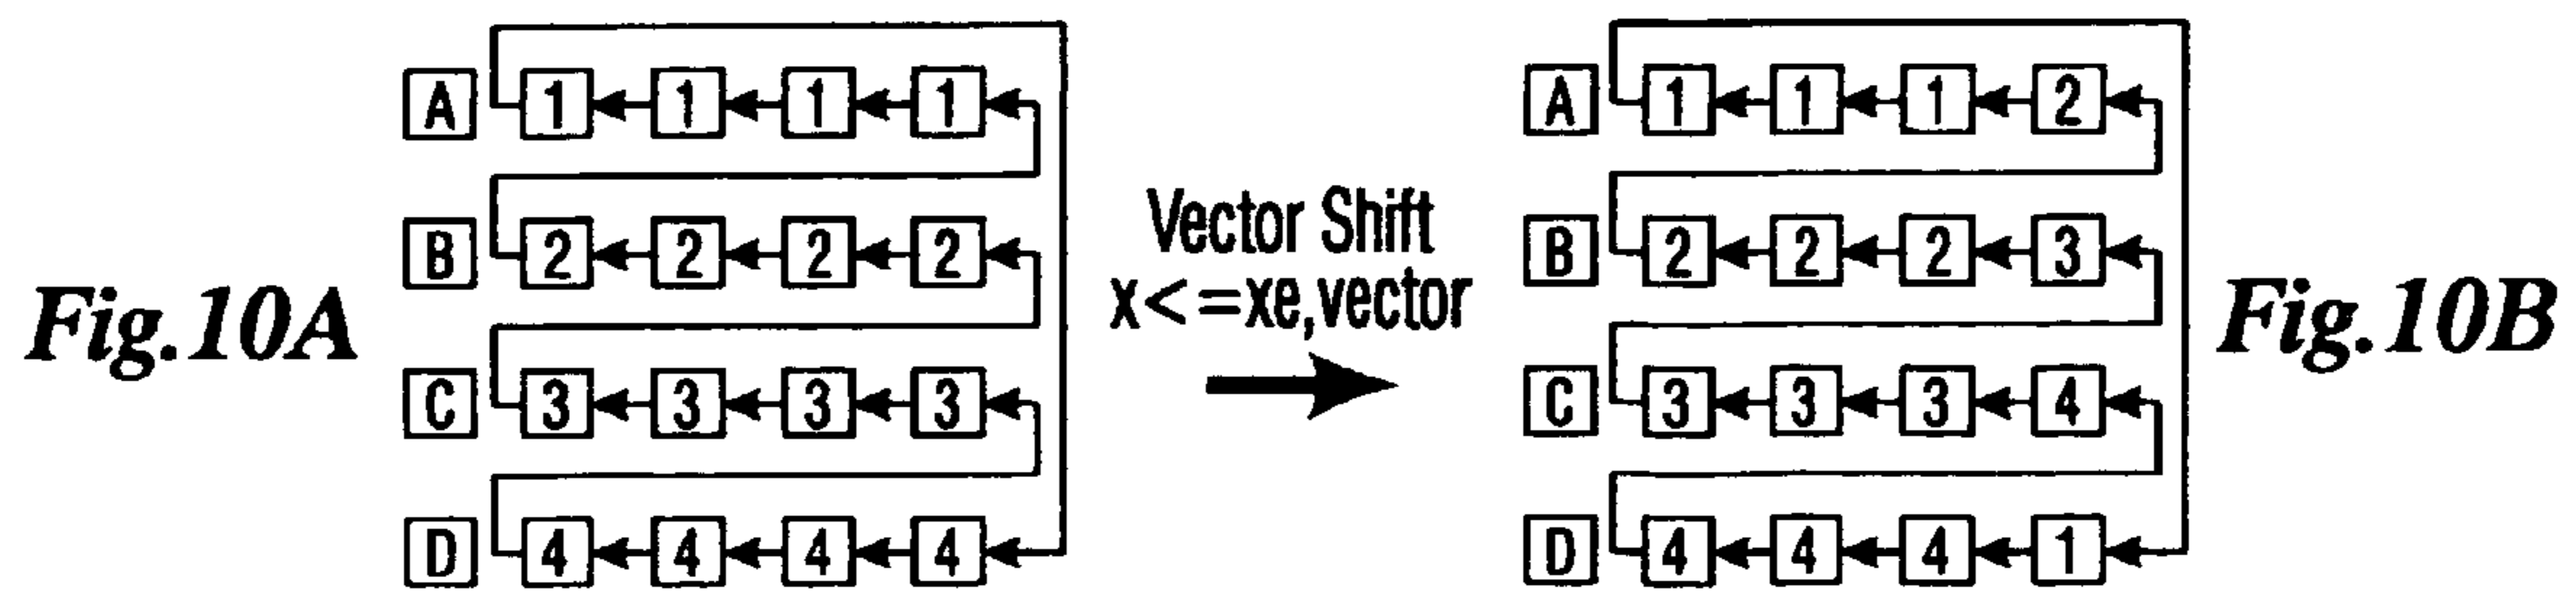 A 1 1 1 1
B 2 2 2 2
C 3 3 3 3
D 4 4 4 4
Fig.10A
Vector Shift
x<=xe,vector
A 1 1 1 2
B 2 2 2 3
C 3 3 3 4
D 4 4 4 1
Fig.10B